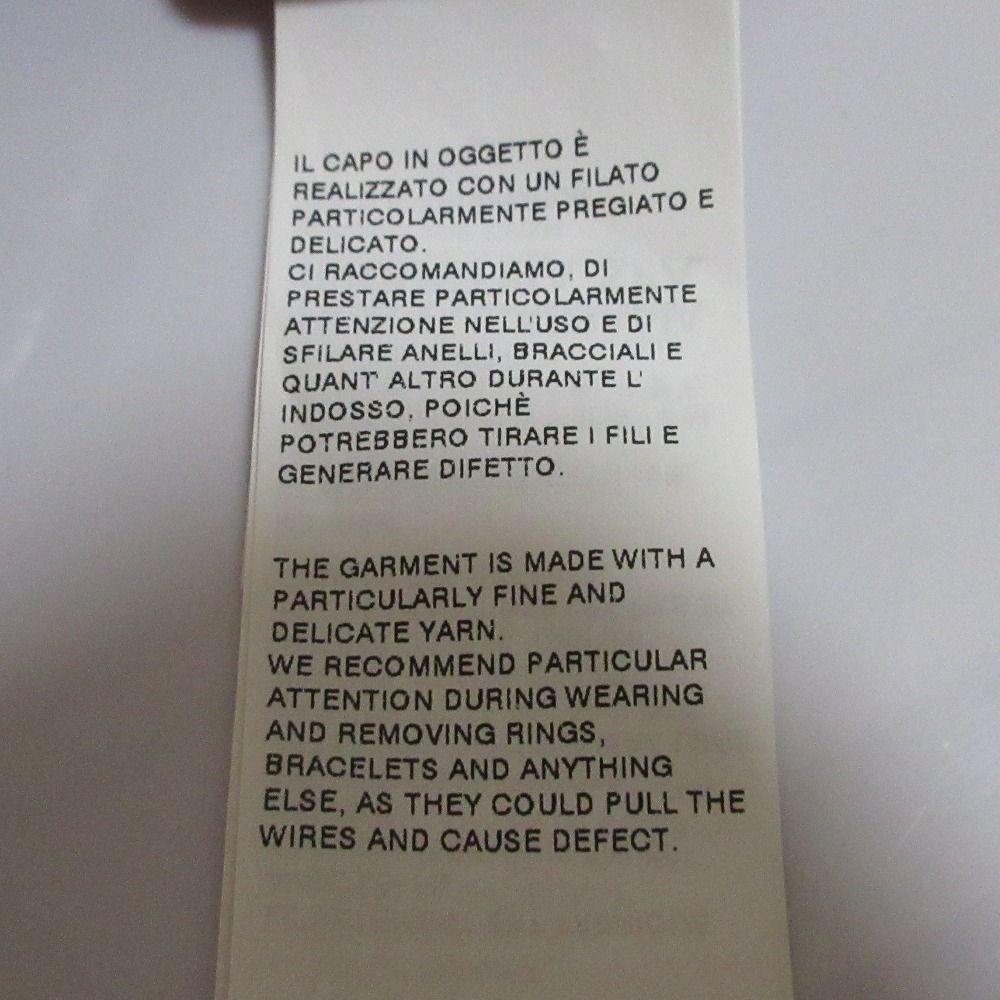 IL CAPO IN OGGETTO È
REALIZZATO CON UN FILATO
PARTICOLARMENTE PREGIATO E
DELICATO.
CI RACCOMANDIAMO, DI
PRESTARE PARTICOLARMENTE
ATTENZIONE NELL'USO E DI
SFILARE ANELLI, BRACCIALI E
QUANT' ALTRO DURANTE L'
INDOSSO, POICHÈ
POTREBBERO TIRARE I FILI E
GENERARE DIFETTO.
THE GARMENT IS MADE WITH A
PARTICULARLY FINE AND
DELICATE YARN.
WE RECOMMEND PARTICULAR
ATTENTION DURING WEARING
AND REMOVING RINGS,
BRACELETS AND ANYTHING
ELSE, AS THEY COULD PULL THE
WIRES AND CAUSE DEFECT.